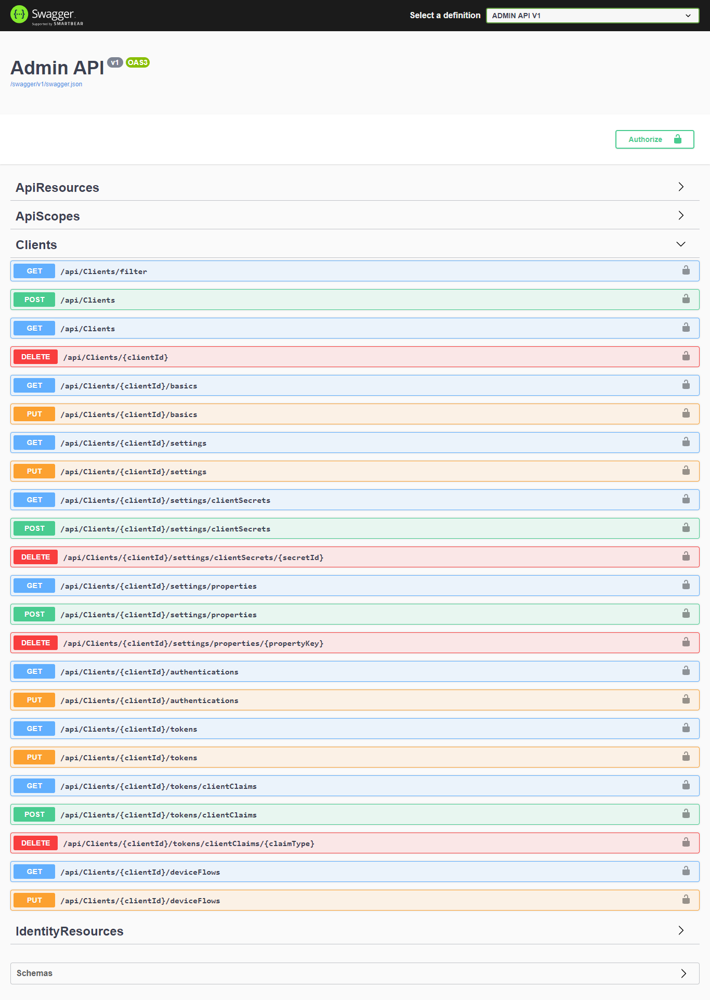 Swagger
Supported by SMARTBEAR
Select a definition
ADMIN API V1
Admin API v1 OAS3
/swagger/v1/swagger.json
Authorize
ApiResources
ApiScopes
Clients
GET /api/Clients/filter
POST /api/Clients
GET /api/Clients
DELETE /api/Clients/{clientId}
GET /api/Clients/{clientId}/basics
PUT /api/Clients/{clientId}/basics
GET /api/Clients/{clientId}/settings
PUT /api/Clients/{clientId}/settings
GET /api/Clients/{clientId}/settings/clientSecrets
POST /api/Clients/{clientId}/settings/clientSecrets
DELETE /api/Clients/{clientId}/settings/clientSecrets/{secretId}
GET /api/Clients/{clientId}/settings/properties
POST /api/Clients/{clientId}/settings/properties
DELETE /api/Clients/{clientId}/settings/properties/{propertyKey}
GET /api/Clients/{clientId}/authentications
PUT /api/Clients/{clientId}/authentications
GET /api/Clients/{clientId}/tokens
PUT /api/Clients/{clientId}/tokens
GET /api/Clients/{clientId}/tokens/clientClaims
POST /api/Clients/{clientId}/tokens/clientClaims
DELETE /api/Clients/{clientId}/tokens/clientClaims/{claimType}
GET /api/Clients/{clientId}/deviceFlows
PUT /api/Clients/{clientId}/deviceFlows
IdentityResources
Schemas